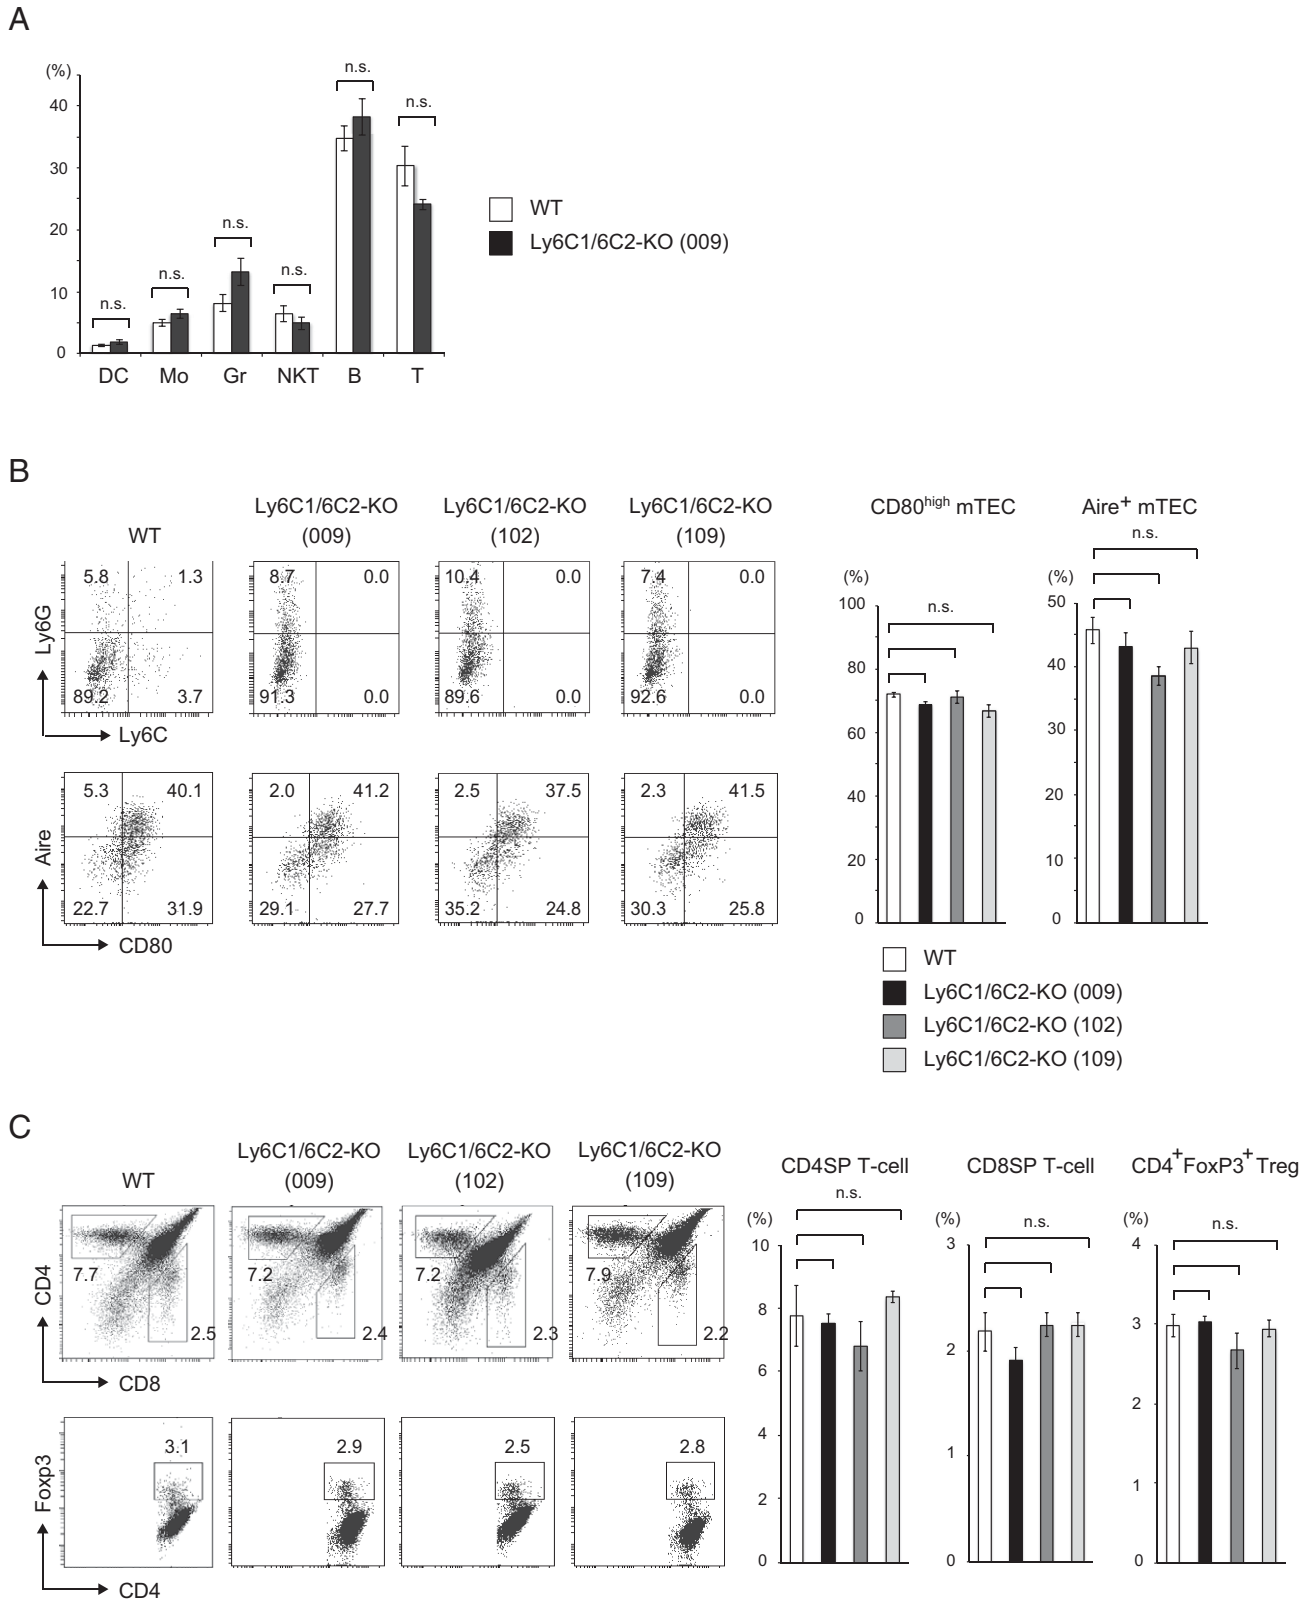 A
(%)
40
30
20
10
0
n.s.
n.s.
n.s.
n.s.
n.s.
n.s.
DC Mo Gr NKT B T
WT
Ly6C1/6C2-KO (009)
B
WT
Ly6C1/6C2-KO
(009)
Ly6C1/6C2-KO
(102)
Ly6C1/6C2-KO
(109)
Ly6G
5.8 1.3
89.2 3.7
8.7 0.0
91.3 0.0
10.4 0.0
89.6 0.0
7.4 0.0
92.6 0.0
Ly6C
Aire
5.3 40.1
22.7 31.9
2.0 41.2
29.1 27.7
2.5 37.5
35.2 24.8
2.3 41.5
30.3 25.8
CD80
CD80high mTEC
(%)
n.s.
100
80
60
40
20
0
Aire+ mTEC
n.s.
(%)
50
40
30
20
10
0
WT
Ly6C1/6C2-KO (009)
Ly6C1/6C2-KO (102)
Ly6C1/6C2-KO (109)
C
WT
Ly6C1/6C2-KO
(009)
Ly6C1/6C2-KO
(102)
Ly6C1/6C2-KO
(109)
CD4
7.7
2.5
7.2
2.4
7.2
2.3
7.9
2.2
CD8
Foxp3
3.1
2.9
2.5
2.8
CD4
CD4SP T-cell
n.s.
(%)
10
8
6
4
2
0
CD8SP T-cell
n.s.
(%)
3
2
1
0
CD4+FoxP3+Treg
n.s.
(%)
4
3
2
1
0